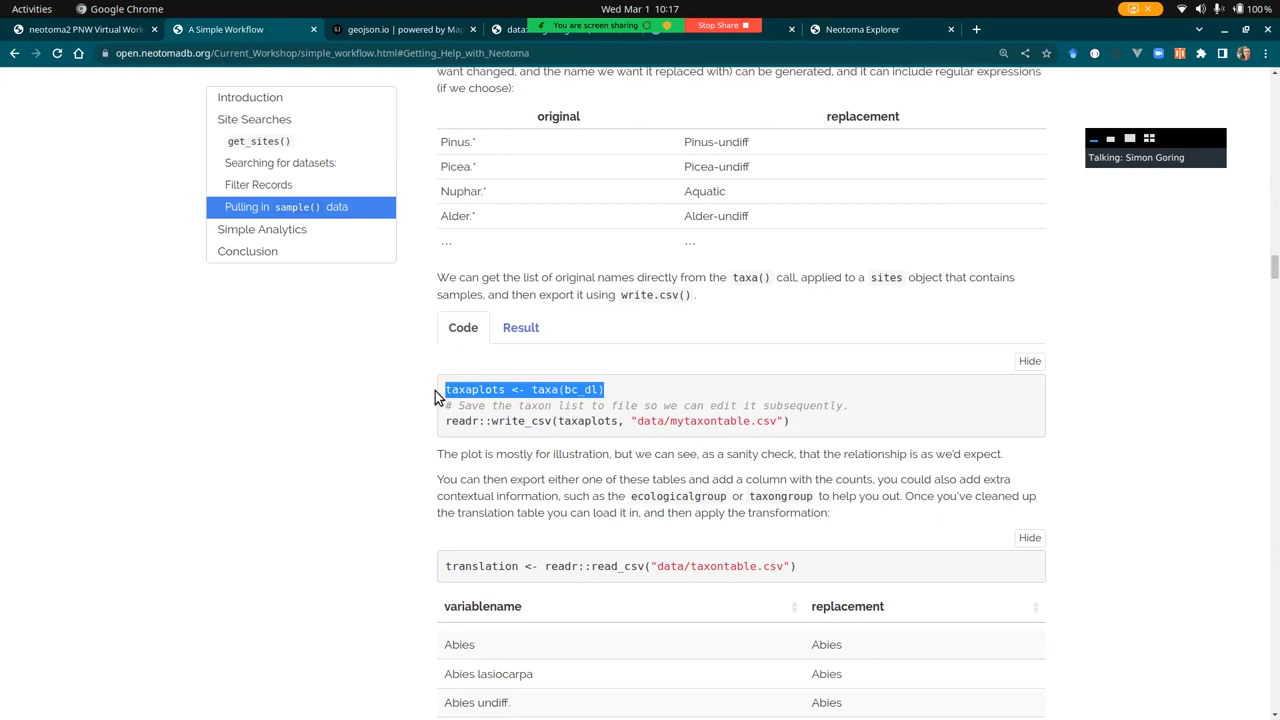 Activities
Google Chrome
Wed Mar 1 10:17
100 %
neotoma2 PNW Virtual Work
A Simple Workflow
geojson.io | powered by Map
data:
You are screen sharing
Stop Share
Neotoma Explorer
open.neotomadb.org/Current_Workshop/simple_workflow.html#Getting_Help_with_Neotoma
want changed, and the name we want it replaced with) can be generated, and it can include regular expressions
(if we choose):
Introduction
Site Searches
get_sites()
Searching for datasets:
Filter Records
Pulling in sample() data
Simple Analytics
Conclusion
original replacement
Pinus.* Pinus-undiff
Picea.* Picea-undiff
Nuphar.* Aquatic
Alder.* Alder-undiff
... ...
Talking: Simon Goring
We can get the list of original names directly from the taxa() call, applied to a sites object that contains
samples, and then export it using write.csv() .
Code Result
Hide
taxaplots <- taxa(bc_dl)
# Save the taxon list to file so we can edit it subsequently.
readr::write_csv(taxaplots, "data/mytaxontable.csv")
The plot is mostly for illustration, but we can see, as a sanity check, that the relationship is as we'd expect.
You can then export either one of these tables and add a column with the counts, you could also add extra
contextual information, such as the ecologicalgroup or taxongroup to help you out. Once you've cleaned up
the translation table you can load it in, and then apply the transformation:
Hide
translation <- readr::read_csv("data/taxontable.csv")
variablename replacement
Abies Abies
Abies lasiocarpa Abies
Abies undiff. Abies